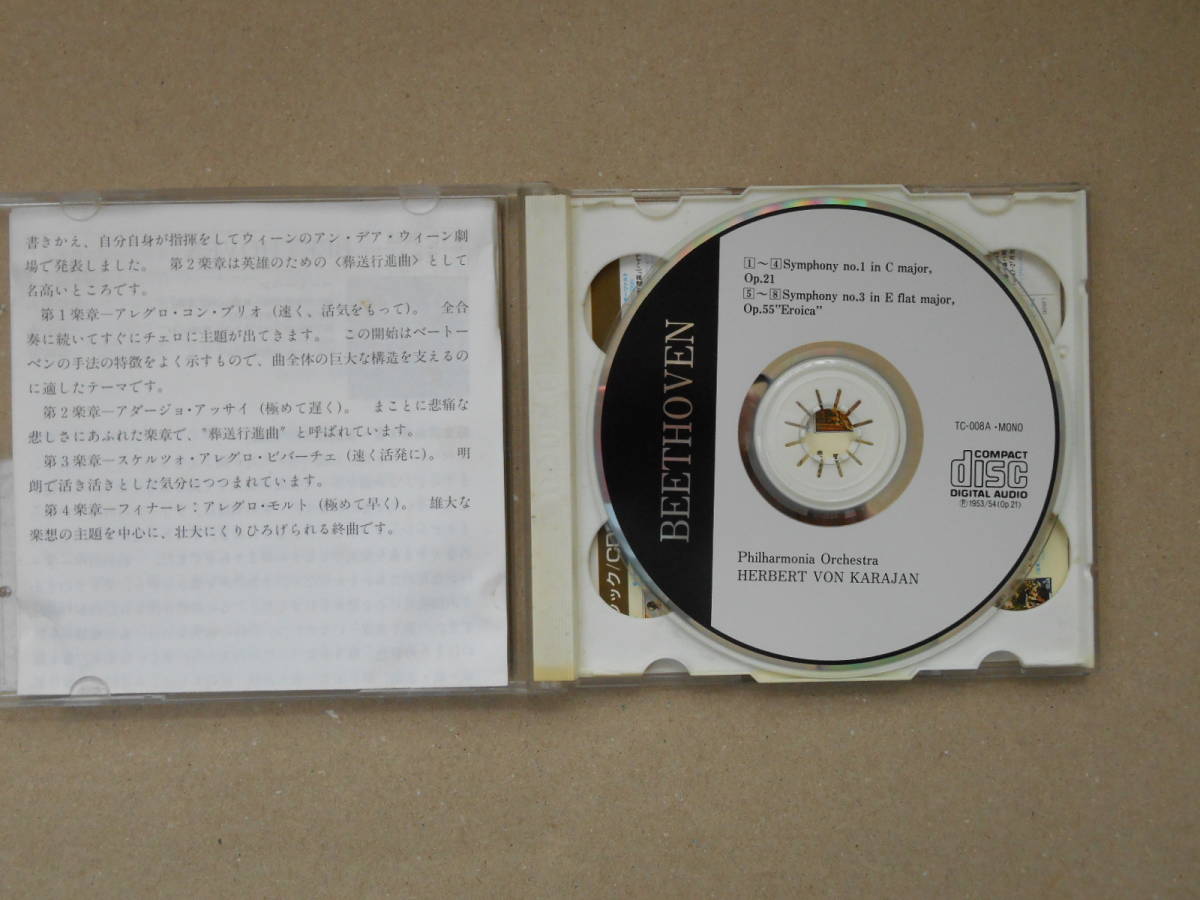 書きかえ、自分自身が指揮をしてウィーンのアン・デア・ウィーン劇
場で発表しました。 第2楽章は英雄のための〈葬送行進曲〉として
名高いところです。
第1楽章—アレグロ・コン・ブリオ(速く、活気をもって)。 全合
奏に続いてすぐにチェロに主題が出てきます。 この開始はベートー
ベンの手法の特徴をよく示すもので、曲全体の巨大な構造を支えるの
に適したテーマです。
第2楽章—アダージョ・アッサイ(極めて遅く)。 まことに悲痛な
悲しさにあふれた楽章で、〝葬送行進曲〟と呼ばれています。
第3楽章—スケルツォ・アレグロ・ビバーチェ(速く活発に)。 明
朗で活き活きとした気分につつまれています。
第4楽章—フィナーレ:アレグロ・モルト(極めて早く)。 雄大な
楽想の主題を中心に、壮大にくりひろげられる終曲です。
BEETHOVEN
1～4 Symphony no.1 in C major,
Op.21
5～8 Symphony no.3 in E flat major,
Op.55"Eroica"
TC-008A・MONO
COMPACT
disc
DIGITAL AUDIO
Ⓟ1953/54(Op 21)
Philharmonia Orchestra
HERBERT VON KARAJAN
シック/CD